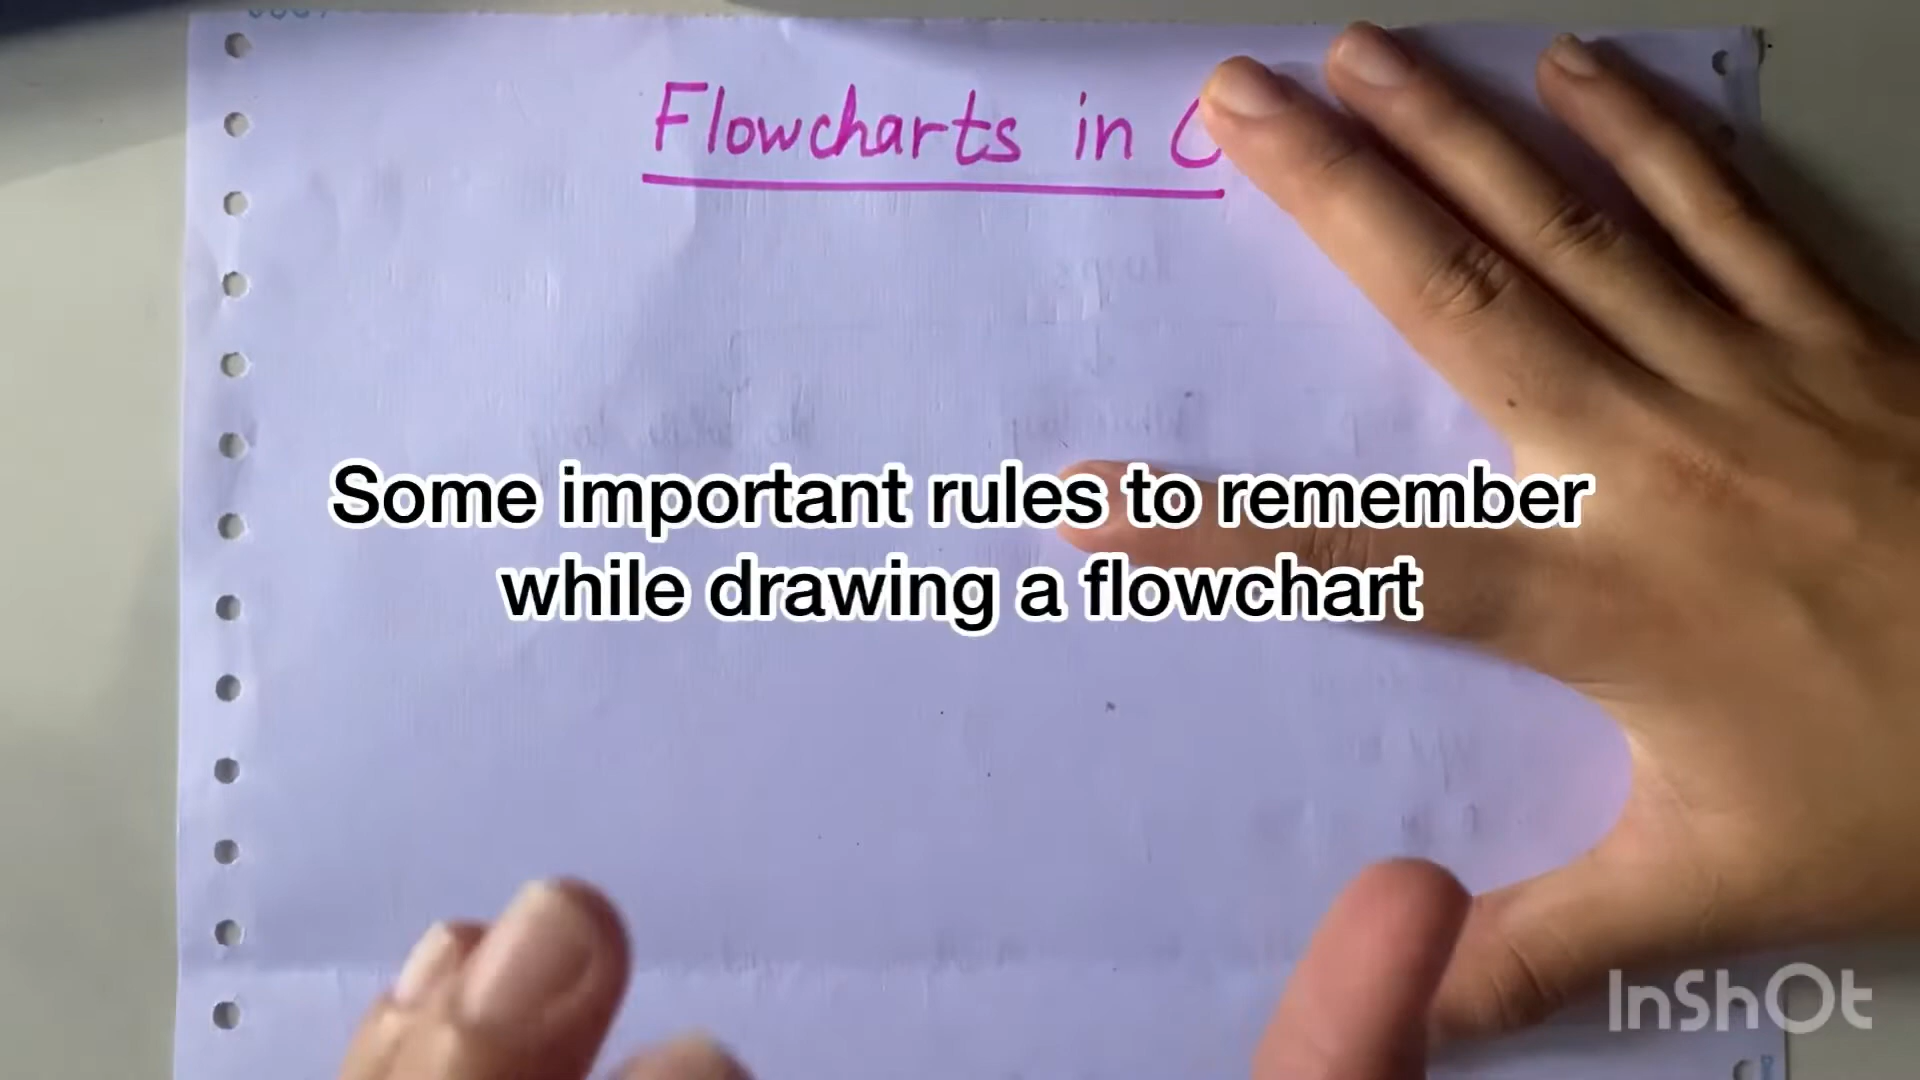 Flowcharts in C
Some important rules to remember
while drawing a flowchart
InShOt